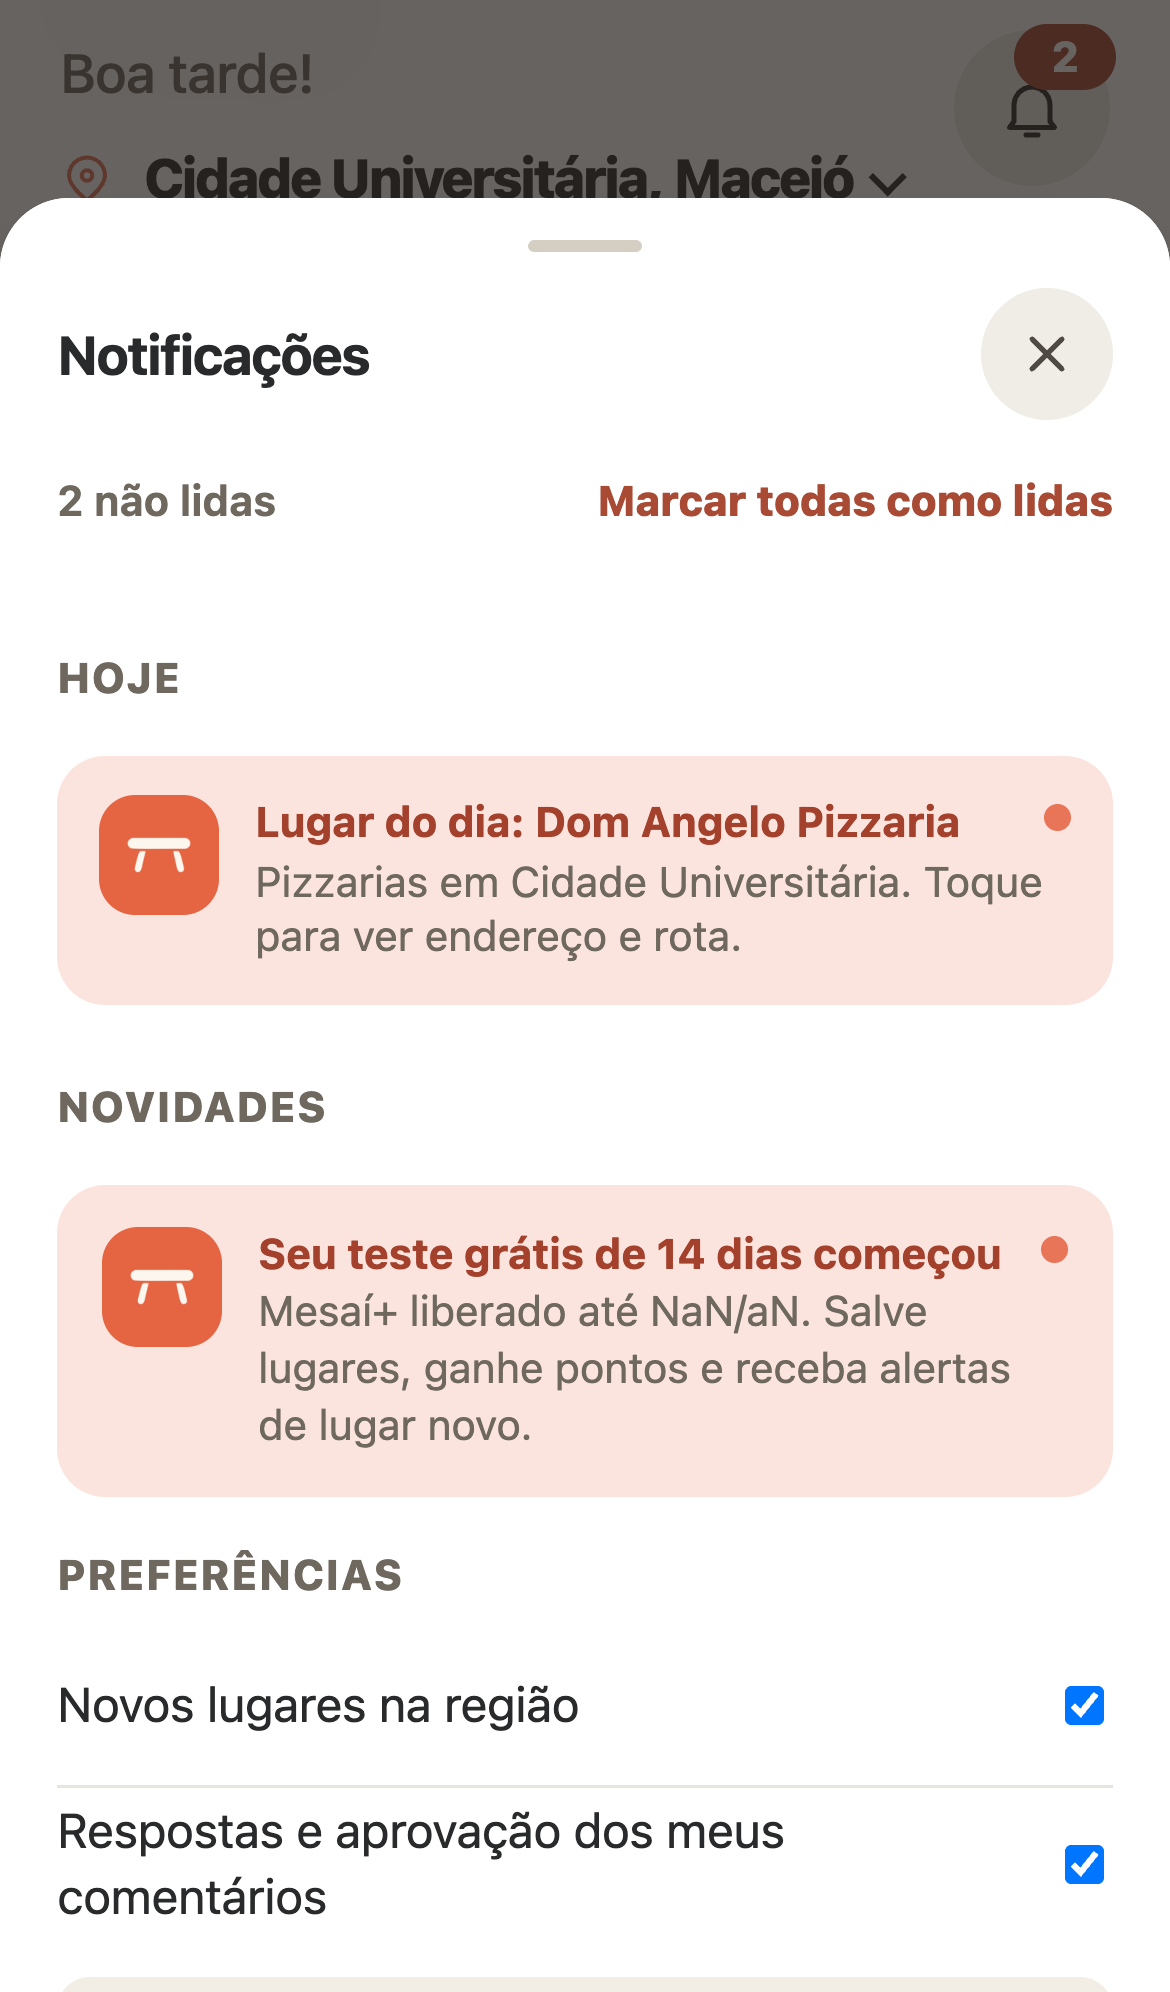 Boa tarde!
2
Cidade Universitária, Maceió
Notificações
2 não lidas
Marcar todas como lidas
HOJE
Lugar do dia: Dom Angelo Pizzaria
Pizzarias em Cidade Universitária. Toque
para ver endereço e rota.
NOVIDADES
Seu teste grátis de 14 dias começou
Mesaí+ liberado até NaN/aN. Salve
lugares, ganhe pontos e receba alertas
de lugar novo.
PREFERÊNCIAS
Novos lugares na região
Respostas e aprovação dos meus
comentários